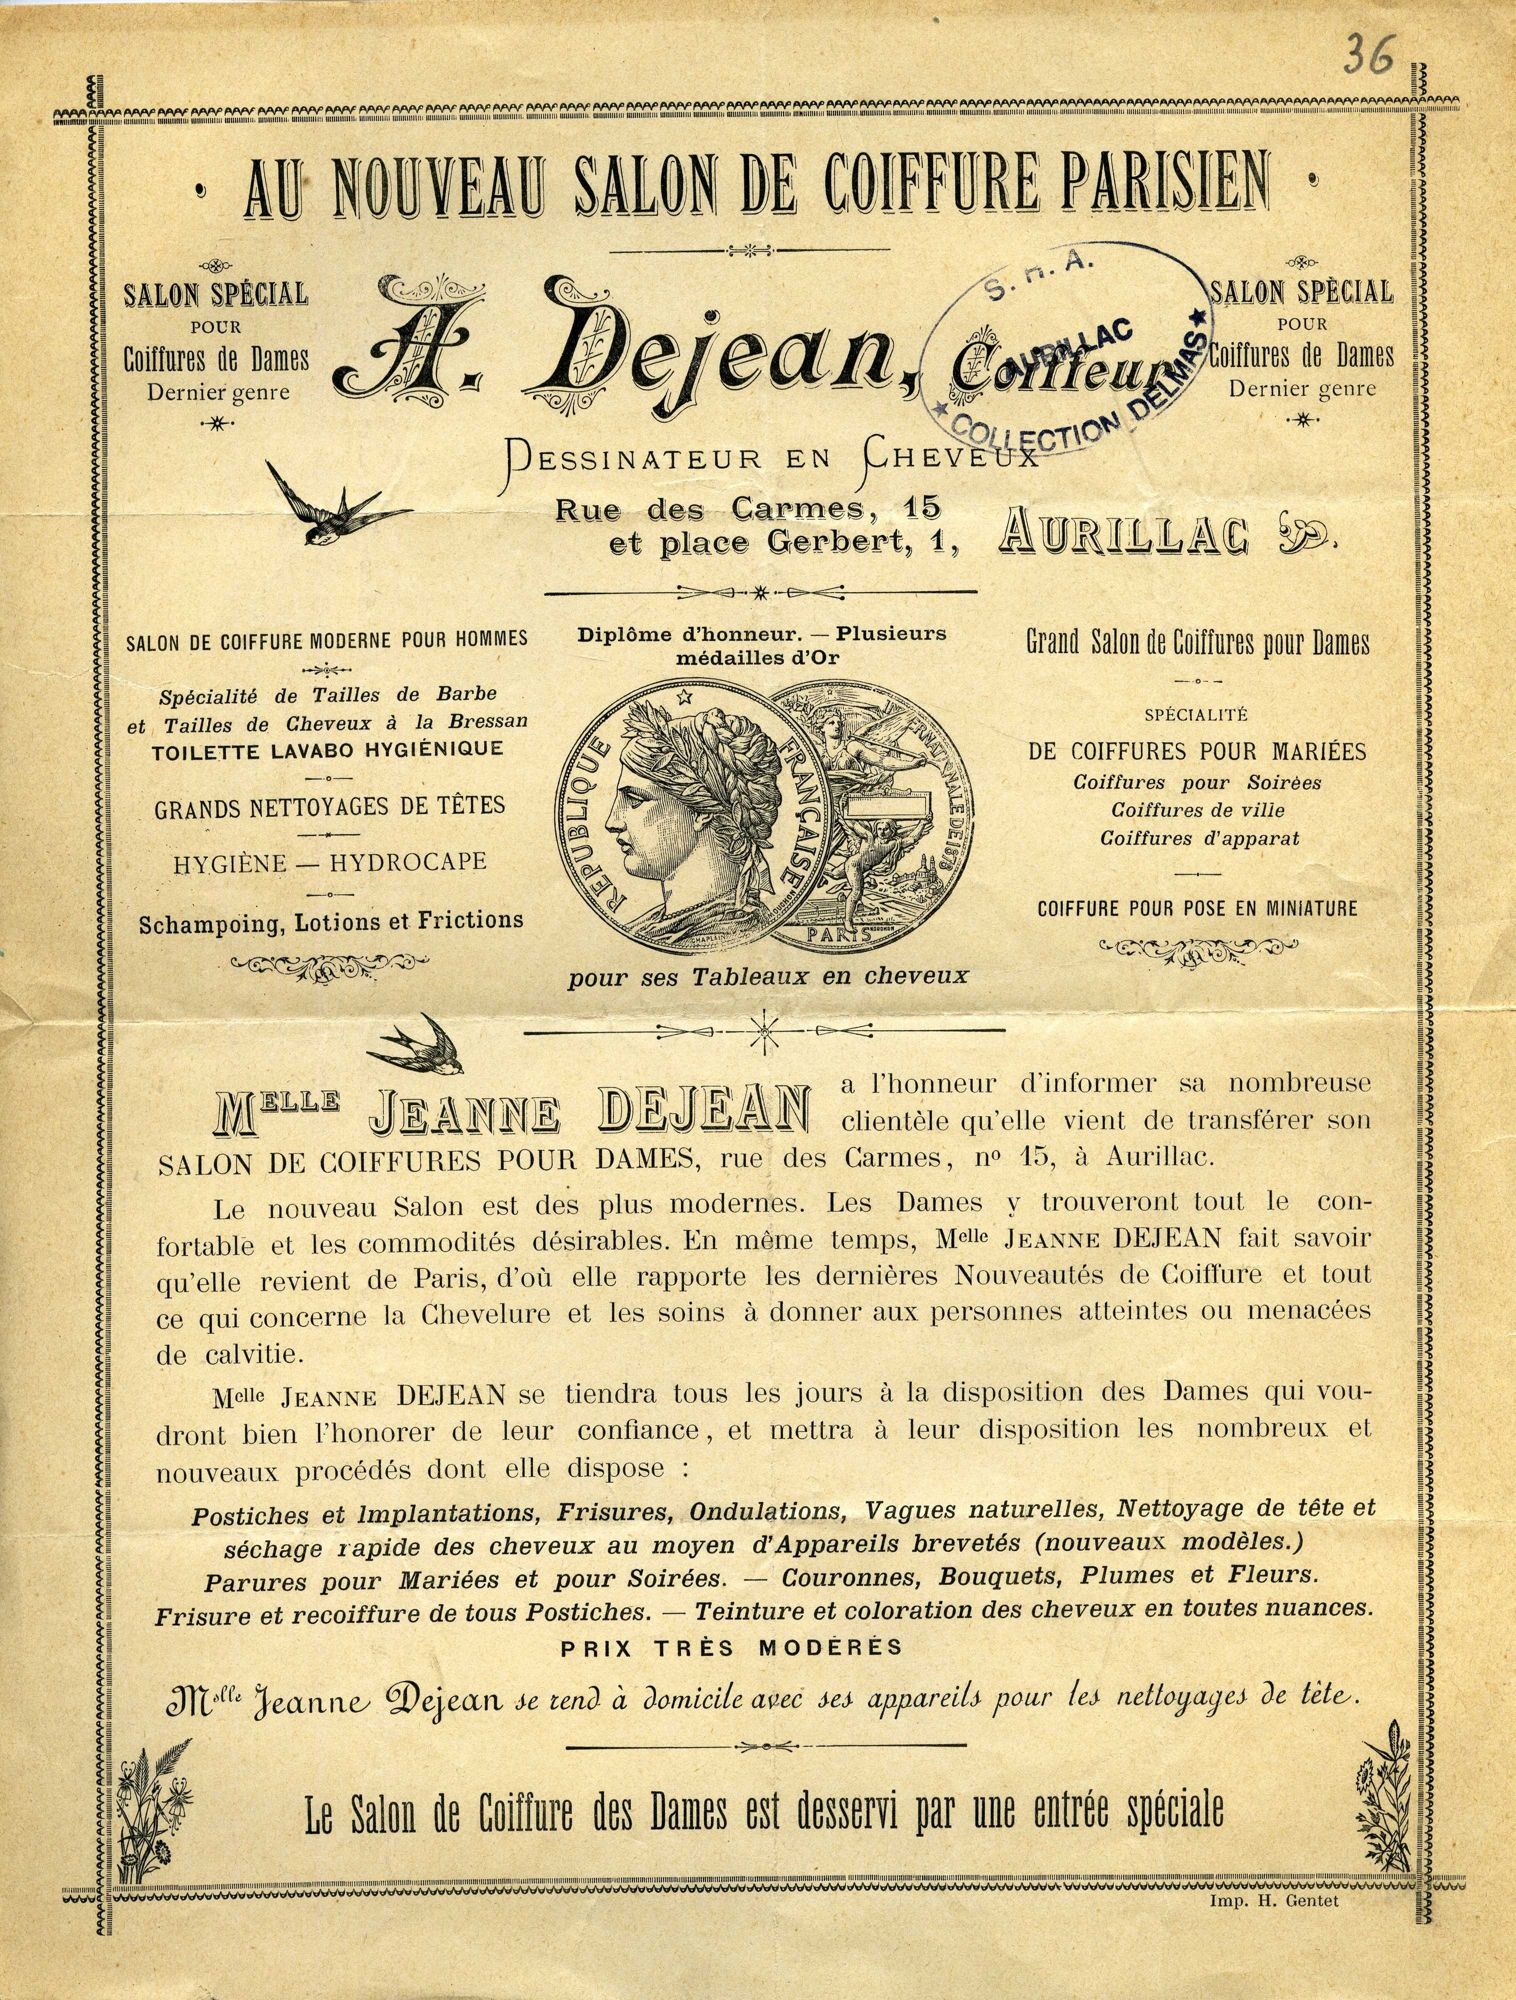 36
• AU NOUVEAU SALON DE COIFFURE PARISIEN •
SALON SPÉCIAL
POUR
Coiffures de Dames
Dernier genre
A. Dejean, Coiffeur
S. n. A.
AURILLAC
★ COLLECTION DELMAS ★
SALON SPÈCIAL
POUR
Coiffures de Dames
Dernier genre
DESSINATEUR EN CHEVEUX
Rue des Carmes, 15
et place Gerbert, 1,
AURILLAC
SALON DE COIFFURE MODERNE POUR HOMMES
Spécialité de Tailles de Barbe
et Tailles de Cheveux à la Bressan
TOILETTE LAVABO HYGIÉNIQUE
GRANDS NETTOYAGES DE TÊTES
HYGIÈNE — HYDROCAPE
Schampoing, Lotions et Frictions
Diplôme d'honneur. — Plusieurs
médailles d'Or
REPUBLIQUE FRANÇAISE
PARIS
pour ses Tableaux en cheveux
Grand Salon de Coiffures pour Dames
SPÉCIALITÉ
DE COIFFURES POUR MARIÉES
Coiffures pour Soirèes
Coiffures de ville
Coiffures d'apparat
COIFFURE POUR POSE EN MINIATURE
Melle JEANNE DEJEAN a l'honneur d'informer sa nombreuse
clientèle qu'elle vient de transférer son
SALON DE COIFFURES POUR DAMES, rue des Carmes, no 15, à Aurillac.
Le nouveau Salon est des plus modernes. Les Dames y trouveront tout le con-
fortable et les commodités désirables. En même temps, Melle JEANNE DEJEAN fait savoir
qu'elle revient de Paris, d'où elle rapporte les dernières Nouveautés de Coiffure et tout
ce qui concerne la Chevelure et les soins à donner aux personnes atteintes ou menacées
de calvitie.
Melle JEANNE DEJEAN se tiendra tous les jours à la disposition des Dames qui vou-
dront bien l'honorer de leur confiance, et mettra à leur disposition les nombreux et
nouveaux procédés dont elle dispose :
Postiches et Implantations, Frisures, Ondulations, Vagues naturelles, Nettoyage de tête et
séchage rapide des cheveux au moyen d'Appareils brevetés (nouveaux modèles.)
Parures pour Mariées et pour Soirées. — Couronnes, Bouquets, Plumes et Fleurs.
Frisure et recoiffure de tous Postiches. — Teinture et coloration des cheveux en toutes nuances.
PRIX TRÈS MODÉRÉS
Melle Jeanne Dejean se rend à domicile avec ses appareils pour les nettoyages de tête.
Le Salon de Coiffure des Dames est desservi par une entrée spéciale
Imp. H. Gentet